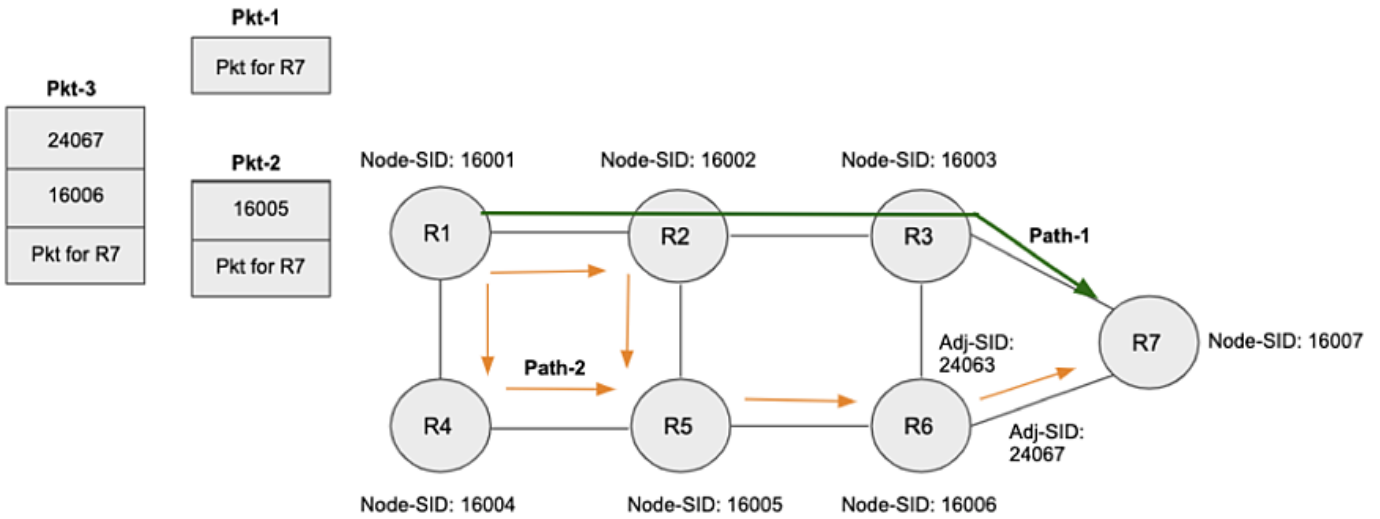 Pkt-1
Pkt for R7
Pkt-3
24067
16006
Pkt for R7
Pkt-2
16005
Pkt for R7
Node-SID: 16001
Node-SID: 16002
Node-SID: 16003
R1
R2
R3
Path-1
Path-2
Adj-SID:
24063
R7
Node-SID: 16007
R4
R5
R6
Adj-SID:
24067
Node-SID: 16004
Node-SID: 16005
Node-SID: 16006